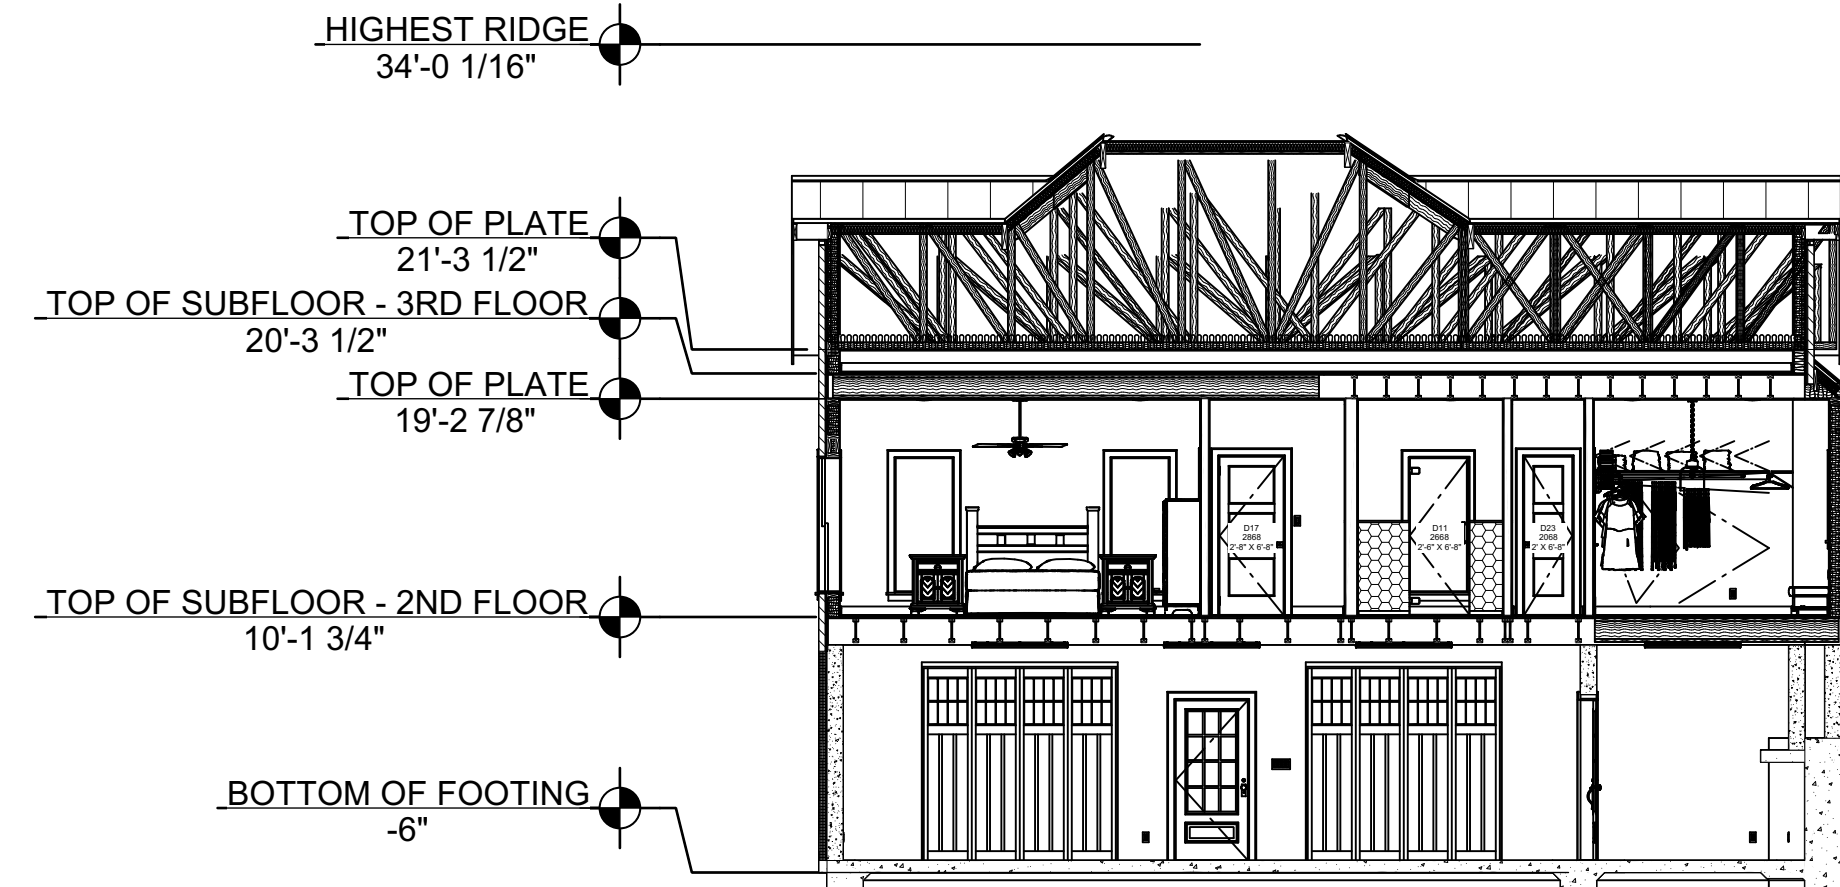 HIGHEST RIDGE
34'-0 1/16"
TOP OF PLATE
21'-3 1/2"
TOP OF SUBFLOOR - 3RD FLOOR
20'-3 1/2"
TOP OF PLATE
19'-2 7/8"
D17
2868
2'-8" X 6'-8"
D11
2668
2'-6" X 6'-8"
D23
2068
2' X 6'-8"
TOP OF SUBFLOOR - 2ND FLOOR
10'-1 3/4"
BOTTOM OF FOOTING
-6"